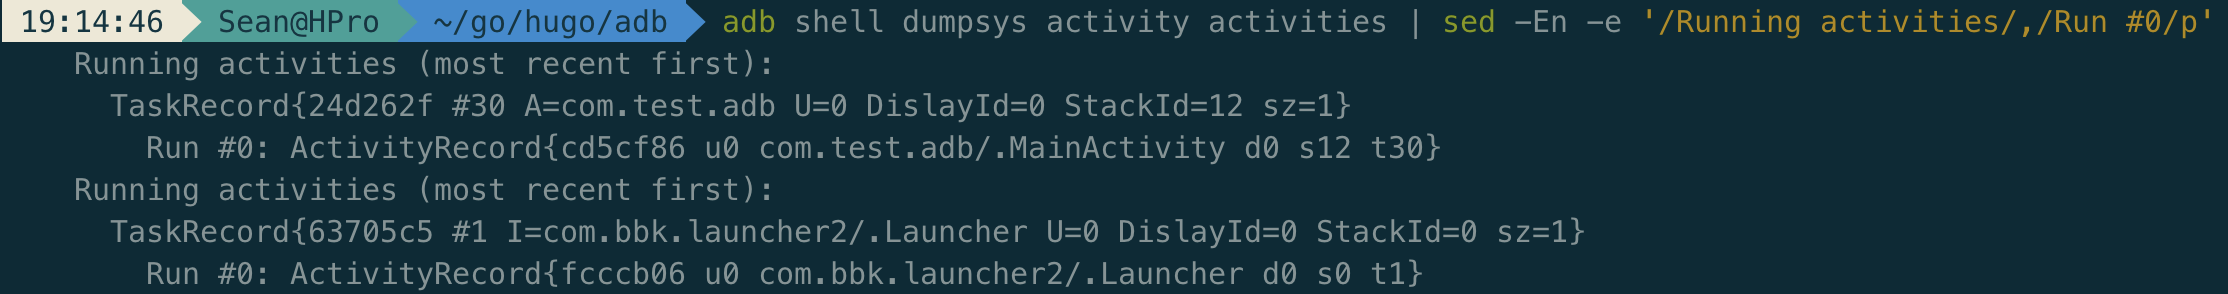 19:14:46 Sean@HPro ~/go/hugo/adb adb shell dumpsys activity activities | sed -En -e '/Running activities/,/Run #0/p'
Running activities (most recent first):
TaskRecord{24d262f #30 A=com.test.adb U=0 DislayId=0 StackId=12 sz=1}
Run #0: ActivityRecord{cd5cf86 u0 com.test.adb/.MainActivity d0 s12 t30}
Running activities (most recent first):
TaskRecord{63705c5 #1 I=com.bbk.launcher2/.Launcher U=0 DislayId=0 StackId=0 sz=1}
Run #0: ActivityRecord{fcccb06 u0 com.bbk.launcher2/.Launcher d0 s0 t1}